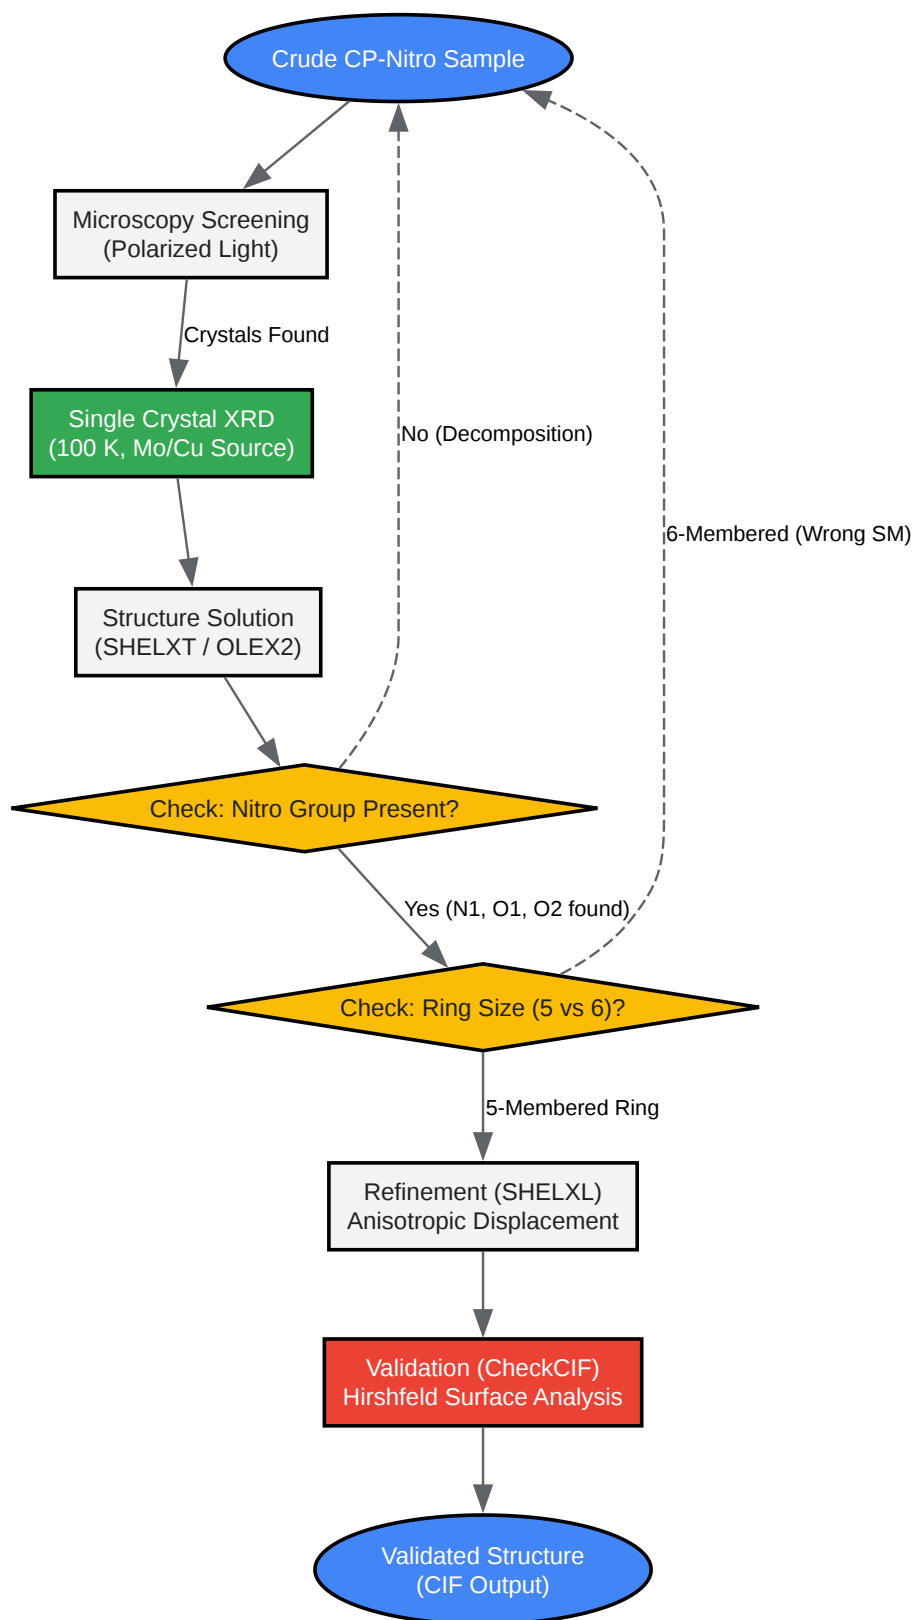 Crude CP-Nitro Sample
Microscopy Screening
(Polarized Light)
Crystals Found
Single Crystal XRD
(100 K, Mo/Cu Source)
No (Decomposition)
6-Membered (Wrong SM)
Structure Solution
(SHELXT / OLEX2)
Check: Nitro Group Present?
Yes (N1, O1, O2 found)
Check: Ring Size (5 vs 6)?
5-Membered Ring
Refinement (SHELXL)
Anisotropic Displacement
Validation (CheckCIF)
Hirshfeld Surface Analysis
Validated Structure
(CIF Output)